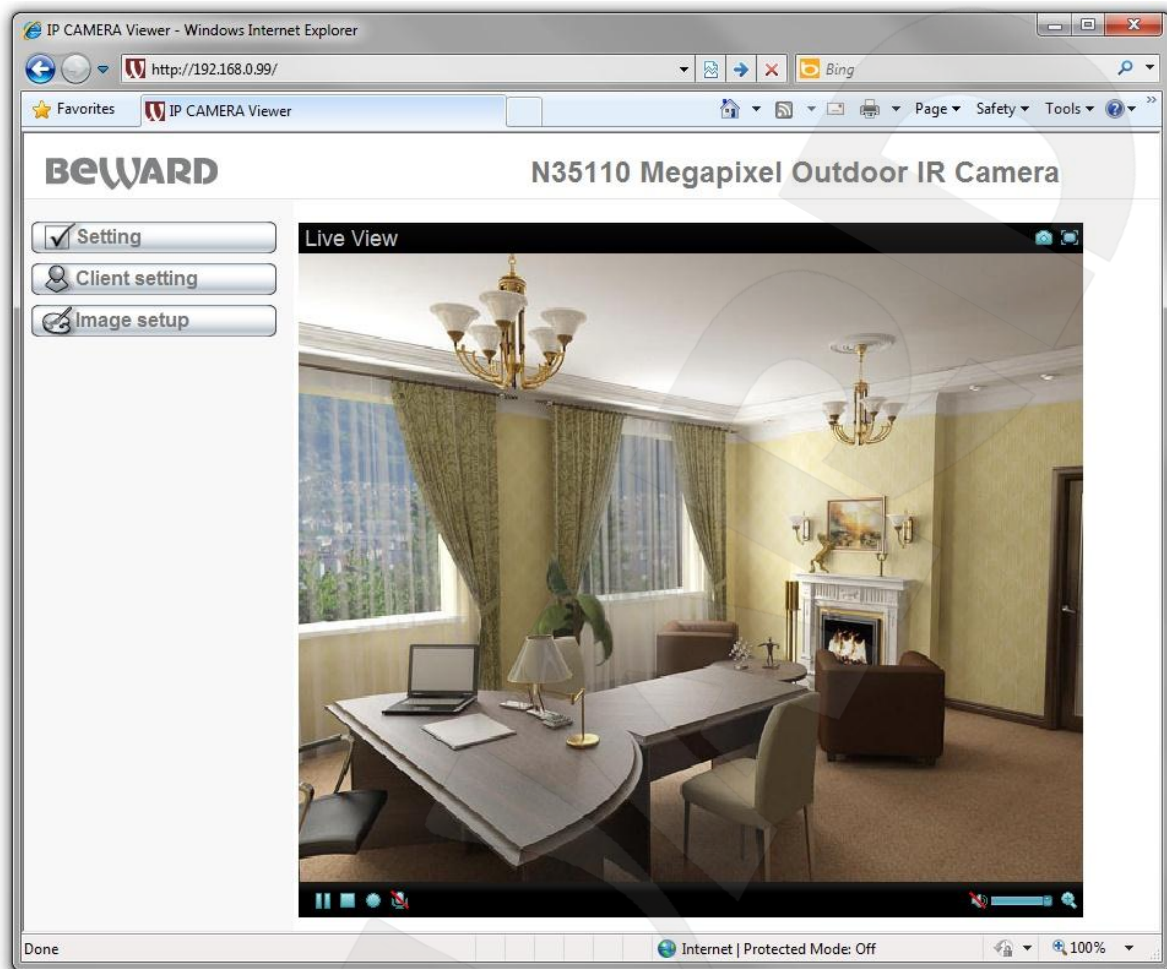 IP CAMERA Viewer - Windows Internet Explorer
http://192.168.0.99/
Bing
Favorites
IP CAMERA Viewer
Page
Safety
Tools
BEWARD
N35110 Megapixel Outdoor IR Camera
Setting
Client setting
Image setup
Live View
Done
Internet | Protected Mode: Off
100%